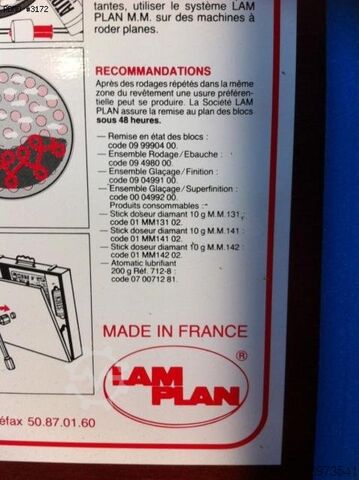 tantes, utiliser le système LAM
PLAN M.M. sur des machines à
roder planes.
RECOMMANDATIONS
Après des rodages répétés dans la même
zone du revêtement une usure préféren-
tielle peut se produire. La Société LAM
PLAN assure la remise au plan des blocs
sous 48 heures.
— Remise en état des blocs :
code 09 99904 00.
— Ensemble Rodage/Ebauche :
code 09 4980 00.
— Ensemble Glaçage/Finition :
code 09 04991 00.
— Ensemble Glaçage/Superfinition :
code 00 04992 00.
Produits consommables :
— Stick doseur diamant 10 g M.M.131 :
code 01 MM131 02.
— Stick doseur diamant 10 g M.M.141 :
code 01 MM141 02.
— Stick doseur diamant 10 g M.M.142 :
code 01 MM142 02.
— Atomatic lubrifiant
200 g Réf. 712-8 :
code 07 00712 81.
MADE IN FRANCE
LAM PLAN ®
éfax 50.87.01.60